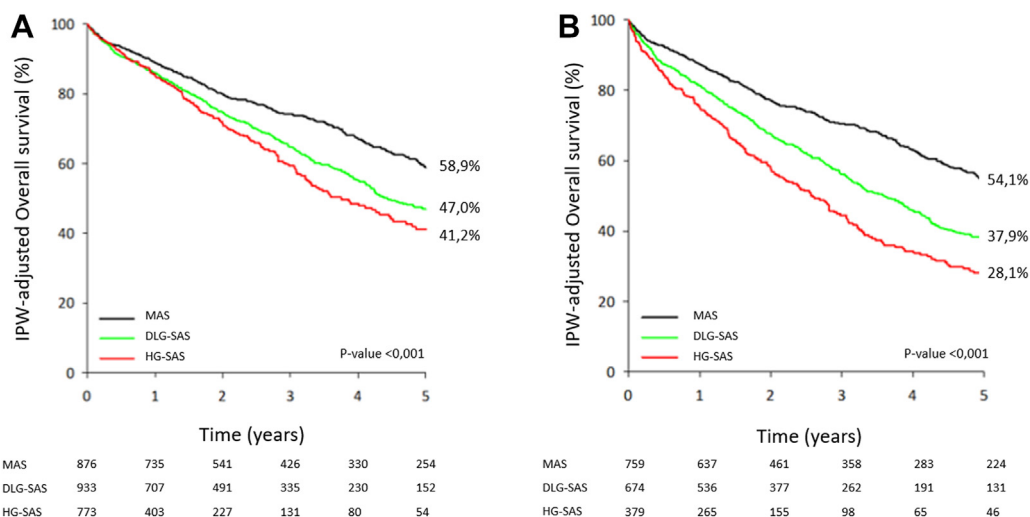 A
IPW-adjusted Overall survival (%)
100
80
60
40
20
0
58,9%
47,0%
41,2%
MAS
DLG-SAS
HG-SAS
P-value <0,001
0 1 2 3 4 5
Time (years)
MAS 876 735 541 426 330 254
DLG-SAS 933 707 491 335 230 152
HG-SAS 773 403 227 131 80 54
B
IPW-adjusted Overall survival (%)
100
80
60
40
20
0
54,1%
37,9%
28,1%
MAS
DLG-SAS
HG-SAS
P-value <0,001
0 1 2 3 4 5
Time (years)
MAS 759 637 461 358 283 224
DLG-SAS 674 536 377 262 191 131
HG-SAS 379 265 155 98 65 46